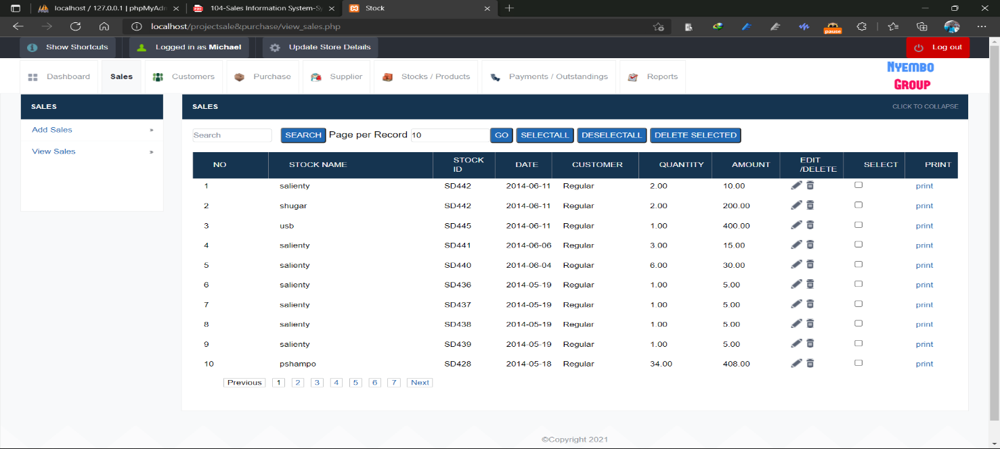 localhost / 127.0.0.1 | phpMyAdn
104-Sales Information System-Sy
Stock
localhost/projectsale&purchase/view_sales.php
pause
Show Shortcuts
Logged in as Michael
Update Store Details
Log out
Dashboard
Sales
Customers
Purchase
Supplier
Stocks / Products
Payments / Outstandings
Reports
Nyembo
Group
SALES
Add Sales »
View Sales »
SALES CLICK TO COLLAPSE
Search SEARCH Page per Record 10 GO SELECTALL DESELECTALL DELETE SELECTED
NO STOCK NAME STOCK ID DATE CUSTOMER QUANTITY AMOUNT EDIT /DELETE SELECT PRINT
1 salienty SD442 2014-06-11 Regular 2.00 10.00 print
2 shugar SD442 2014-06-11 Regular 2.00 200.00 print
3 usb SD445 2014-06-11 Regular 1.00 400.00 print
4 salienty SD441 2014-06-06 Regular 3.00 15.00 print
5 salienty SD440 2014-06-04 Regular 6.00 30.00 print
6 salienty SD436 2014-05-19 Regular 1.00 5.00 print
7 salienty SD437 2014-05-19 Regular 1.00 5.00 print
8 salienty SD438 2014-05-19 Regular 1.00 5.00 print
9 salienty SD439 2014-05-19 Regular 1.00 5.00 print
10 pshampo SD428 2014-05-18 Regular 34.00 408.00 print
Previous 1 2 3 4 5 6 7 Next
©Copyright 2021